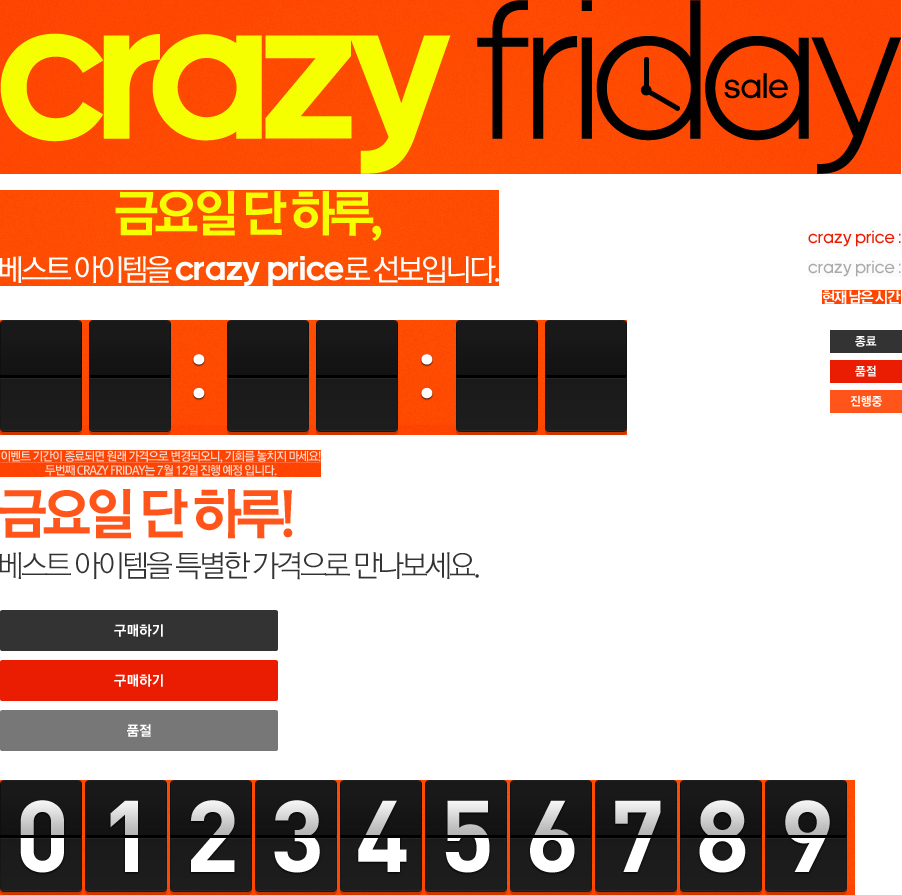 crazy friday
sale
금요일 단 하루,
베스트 아이템을 crazy price로 선보입니다.
crazy price :
crazy price :
현재 남은 시간
: :
종료
품절
진행중
이벤트 기간이 종료되면 원래 가격으로 변경되오니, 기회를 놓치지 마세요!
두번째 CRAZY FRIDAY는 7월 12일 진행 예정 입니다.
금요일 단 하루!
베스트 아이템을 특별한 가격으로 만나보세요.
구매하기
구매하기
품절
0 1 2 3 4 5 6 7 8 9